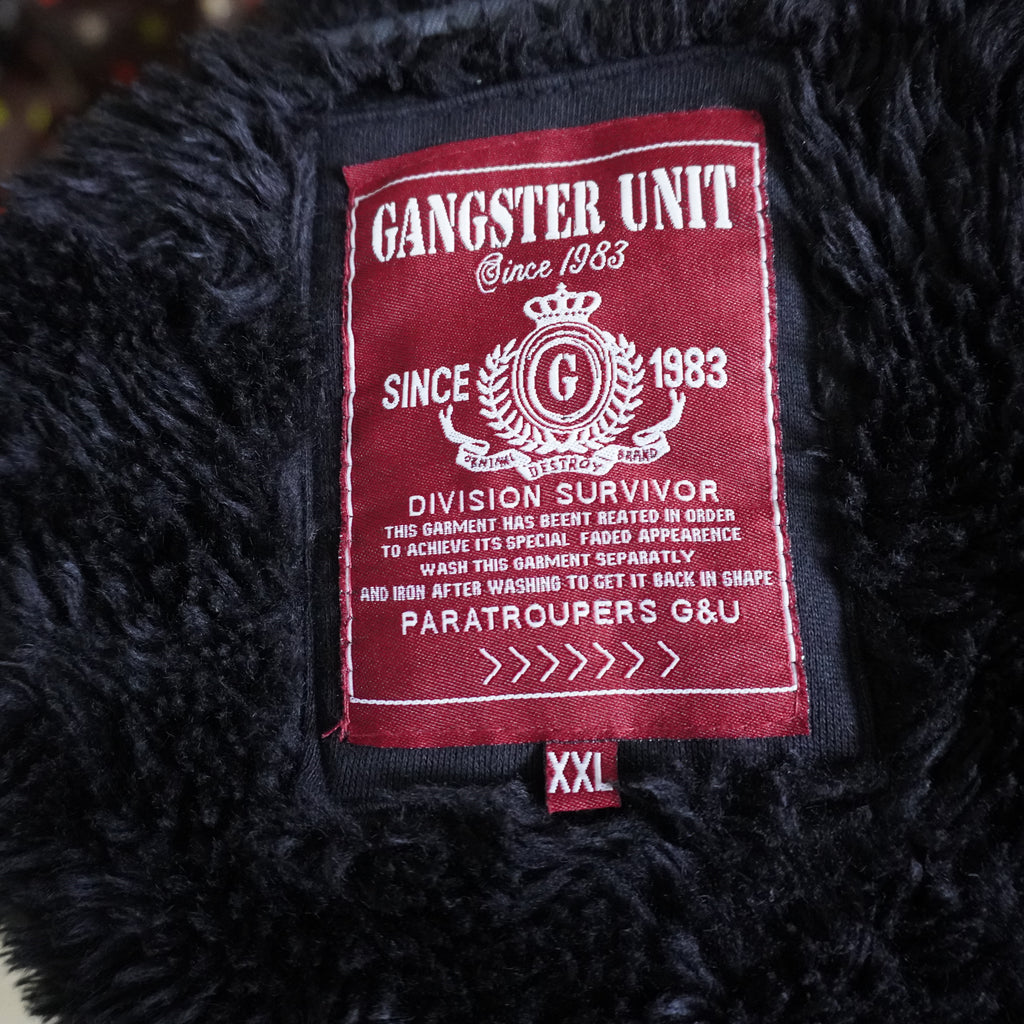 GANGSTER UNIT
Since 1983
SINCE G 1983
ORNIMAL DESTROY BRAND
DIVISION SURVIVOR
THIS GARMENT HAS BEENT REATED IN ORDER
TO ACHIEVE ITS SPECIAL FADED APPEARENCE
WASH THIS GARMENT SEPARATLY
AND IRON AFTER WASHING TO GET IT BACK IN SHAPE
PARATROUPERS G&U
>>>>>>>
XXL